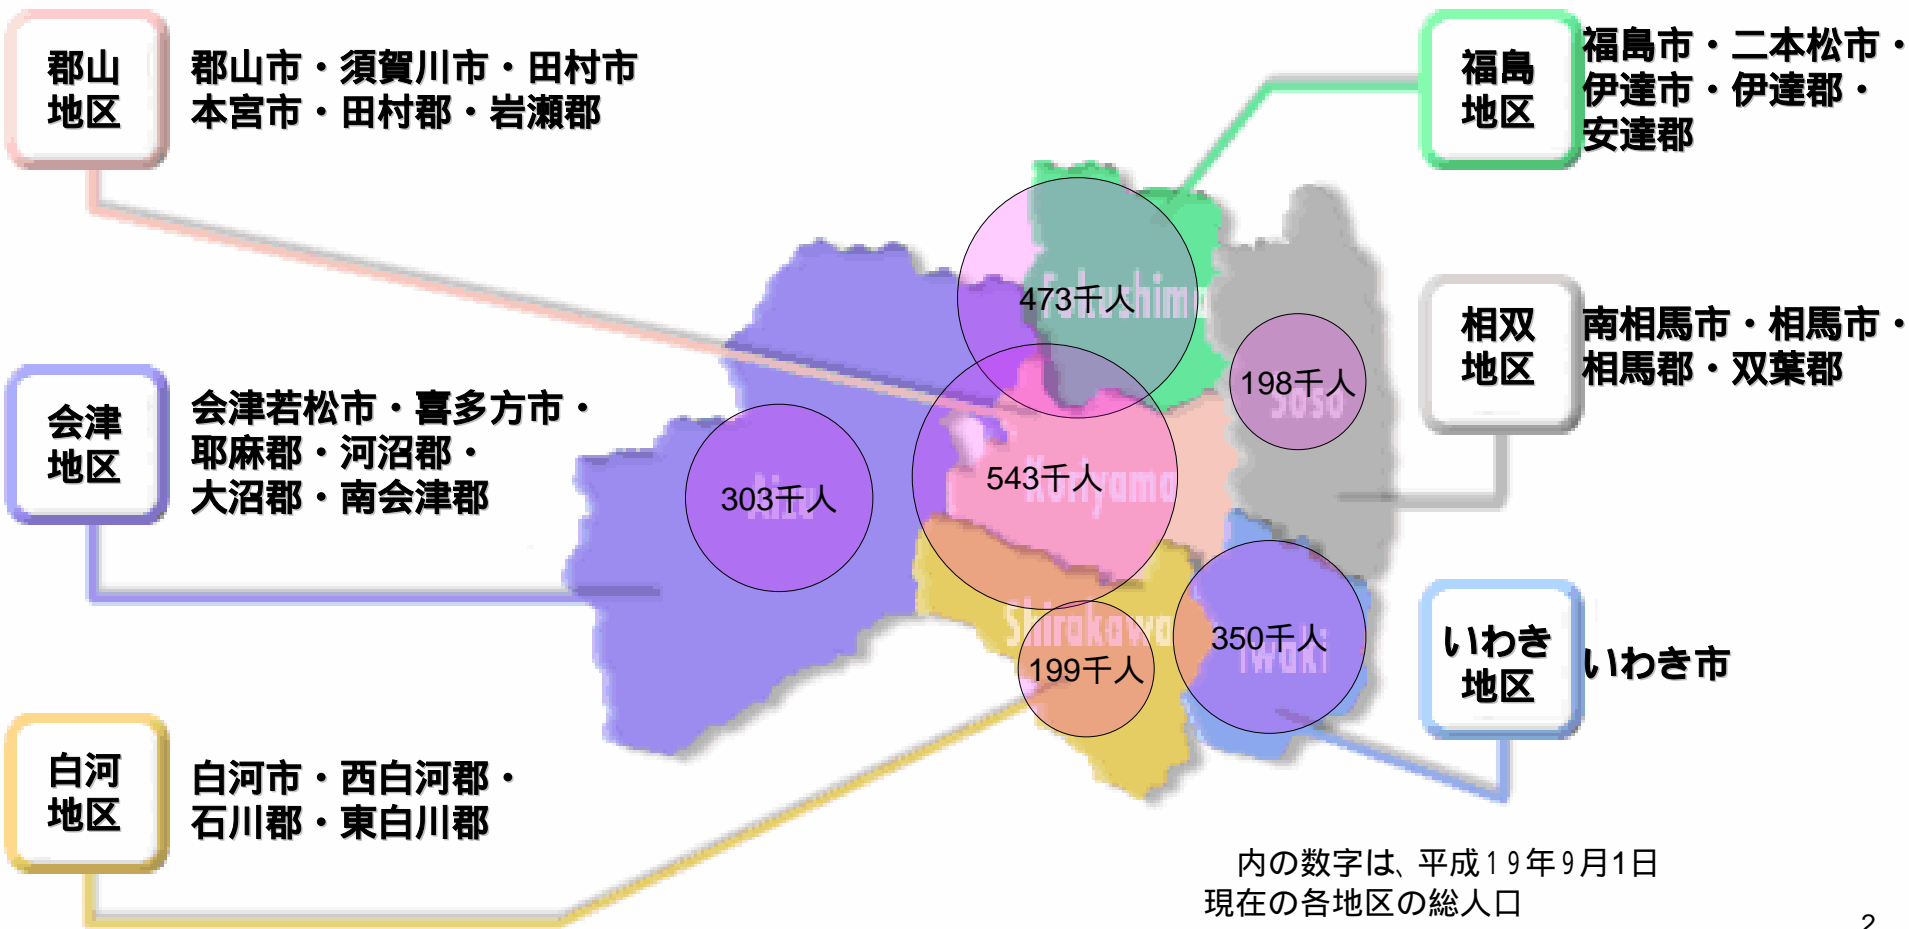 郡山
地区
郡山市・須賀川市・田村市
本宮市・田村郡・岩瀬郡
福島
地区
福島市・二本松市・
伊達市・伊達郡・
安達郡
会津
地区
会津若松市・喜多方市・
耶麻郡・河沼郡・
大沼郡・南会津郡
相双
地区
南相馬市・相馬市・
相馬郡・双葉郡
白河
地区
白河市・西白河郡・
石川郡・東白川郡
いわき
地区
いわき市
Fukushima
473千人
198千人
Soso
543千人
Koriyama
303千人
Aizu
Shirakawa
199千人
350千人
Iwaki
内の数字は、平成19年9月1日
現在の各地区の総人口
2